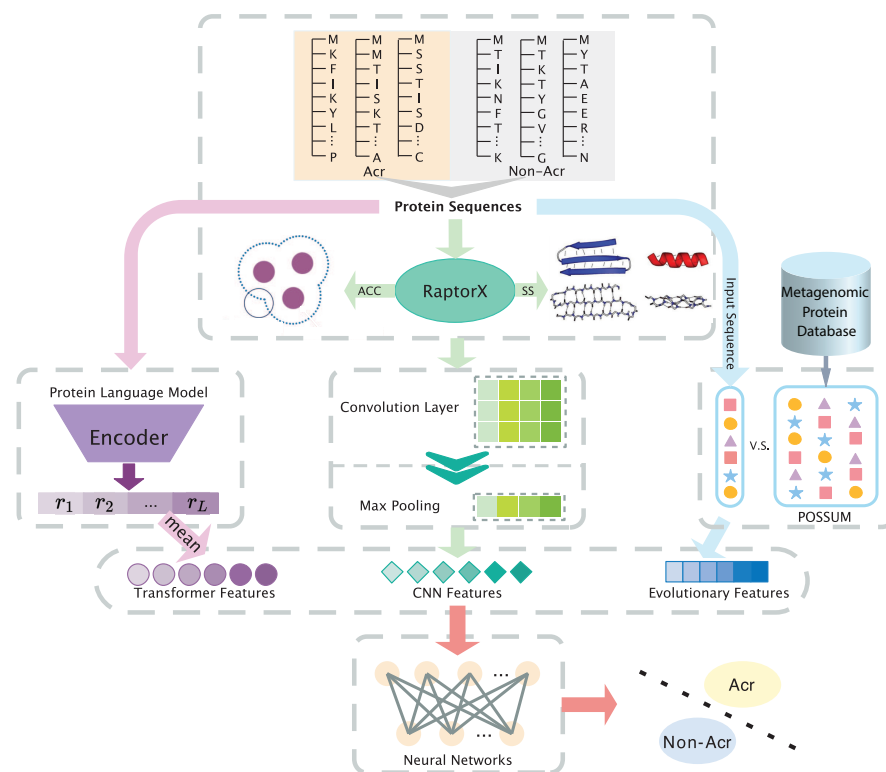 M M M M M M
K M S T T Y
F T S I K T
I I T K T A
K S I N Y E
Y K S F G E
L T D T V R
... ... ... ... ... ...
P A C K G N
Acr Non-Acr
Protein Sequences
ACC RaptorX SS
Input Sequence
Metagenomic
Protein
Database
Protein Language Model
Encoder
r1 r2 ... rL
mean
Convolution Layer
Max Pooling
V.S.
POSSUM
Transformer Features
CNN Features
Evolutionary Features
...
...
Neural Networks
Acr
Non-Acr